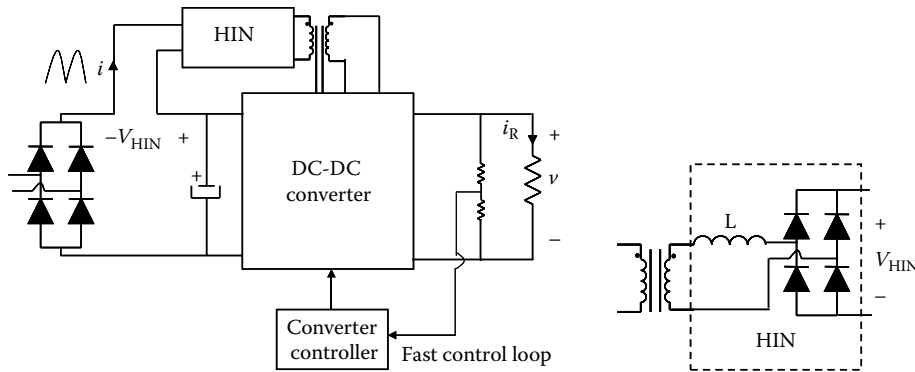 HIN
i
−V_HIN +
+
DC-DC
converter
i_R
+
v
−
Converter
controller
Fast control loop
L
+
V_HIN
−
HIN